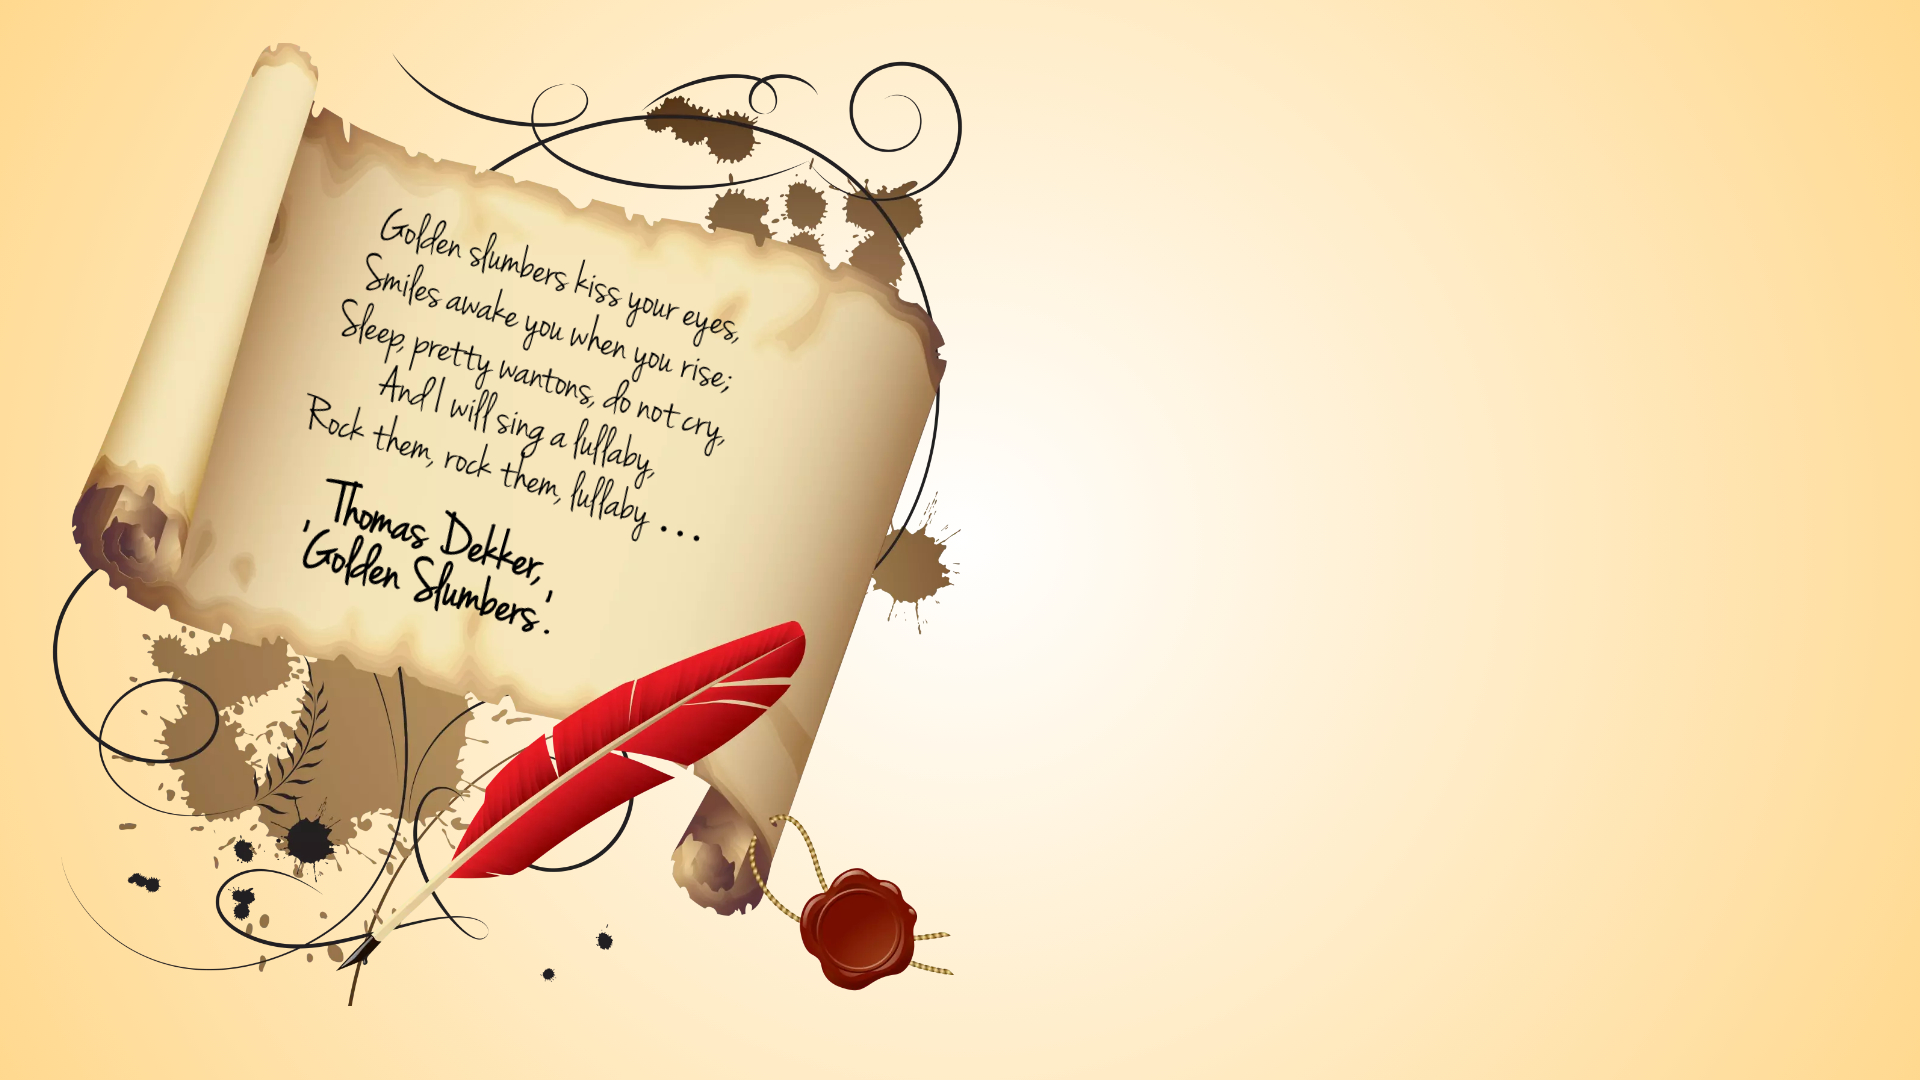 Golden slumbers kiss your eyes,
Smiles awake you when you rise;
Sleep, pretty wantons, do not cry,
And I will sing a lullaby,
Rock them, rock them, lullaby . . .
Thomas Dekker,
'Golden Slumbers'.